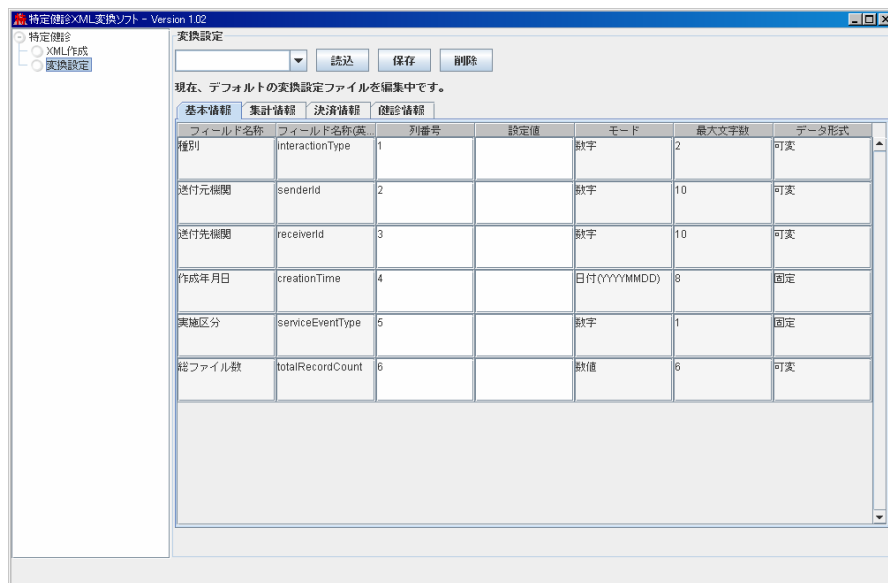 特定健診XML変換ソフト - Version 1.02
特定健診
XML作成
変換設定
変換設定
読込 保存 削除
現在、デフォルトの変換設定ファイルを編集中です。
基本情報 集計情報 決済情報 健診情報
フィールド名称 フィールド名称(英... 列番号 設定値 モード 最大文字数 データ形式
種別 interactionType 1 数字 2 可変
送付元機関 senderId 2 数字 10 可変
送付先機関 receiverId 3 数字 10 可変
作成年月日 creationTime 4 日付(YYYYMMDD) 8 固定
実施区分 serviceEventType 5 数字 1 固定
総ファイル数 totalRecordCount 6 数値 6 可変